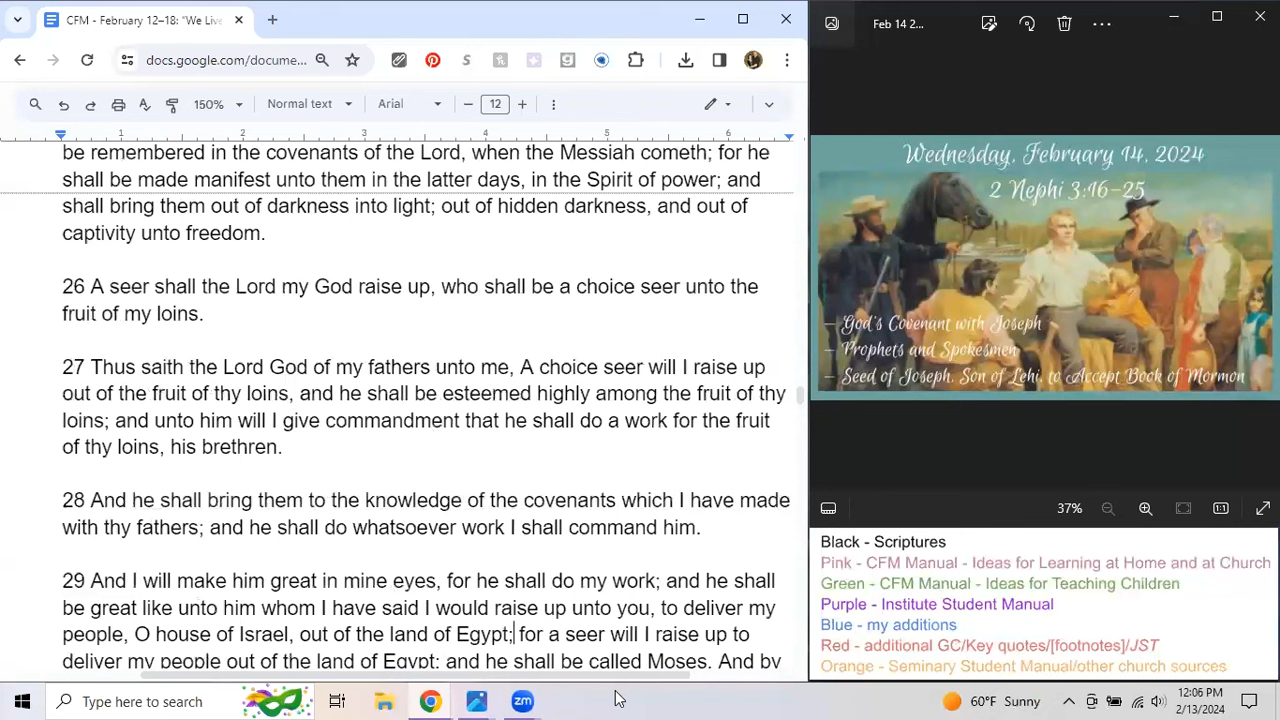 CFM - February 12–18: "We Live
docs.google.com/docume...
150%
Normal text
Arial
12
1
2
3
4
5
6
be remembered in the covenants of the Lord, when the Messiah cometh; for he
shall be made manifest unto them in the latter days, in the Spirit of power; and
shall bring them out of darkness into light; out of hidden darkness, and out of
captivity unto freedom.
26 A seer shall the Lord my God raise up, who shall be a choice seer unto the
fruit of my loins.
27 Thus saith the Lord God of my fathers unto me, A choice seer will I raise up
out of the fruit of thy loins, and he shall be esteemed highly among the fruit of thy
loins; and unto him will I give commandment that he shall do a work for the fruit
of thy loins, his brethren.
28 And he shall bring them to the knowledge of the covenants which I have made
with thy fathers; and he shall do whatsoever work I shall command him.
29 And I will make him great in mine eyes, for he shall do my work; and he shall
be great like unto him whom I have said I would raise up unto you, to deliver my
people, O house of Israel, out of the land of Egypt; for a seer will I raise up to
deliver my people out of the land of Egypt; and he shall be called Moses. And by
Feb 14 2...
Wednesday, February 14, 2024
2 Nephi 3:16-25
- God's Covenant with Joseph
- Prophets and Spokesmen
- Seed of Joseph, Son of Lehi, to Accept Book of Mormon
37%
1:1
Black - Scriptures
Pink - CFM Manual - Ideas for Learning at Home and at Church
Green - CFM Manual - Ideas for Teaching Children
Purple - Institute Student Manual
Blue - my additions
Red - additional GC/Key quotes/[footnotes]/JST
Orange - Seminary Student Manual/other church sources
Type here to search
zm
60°F Sunny
12:06 PM
2/13/2024